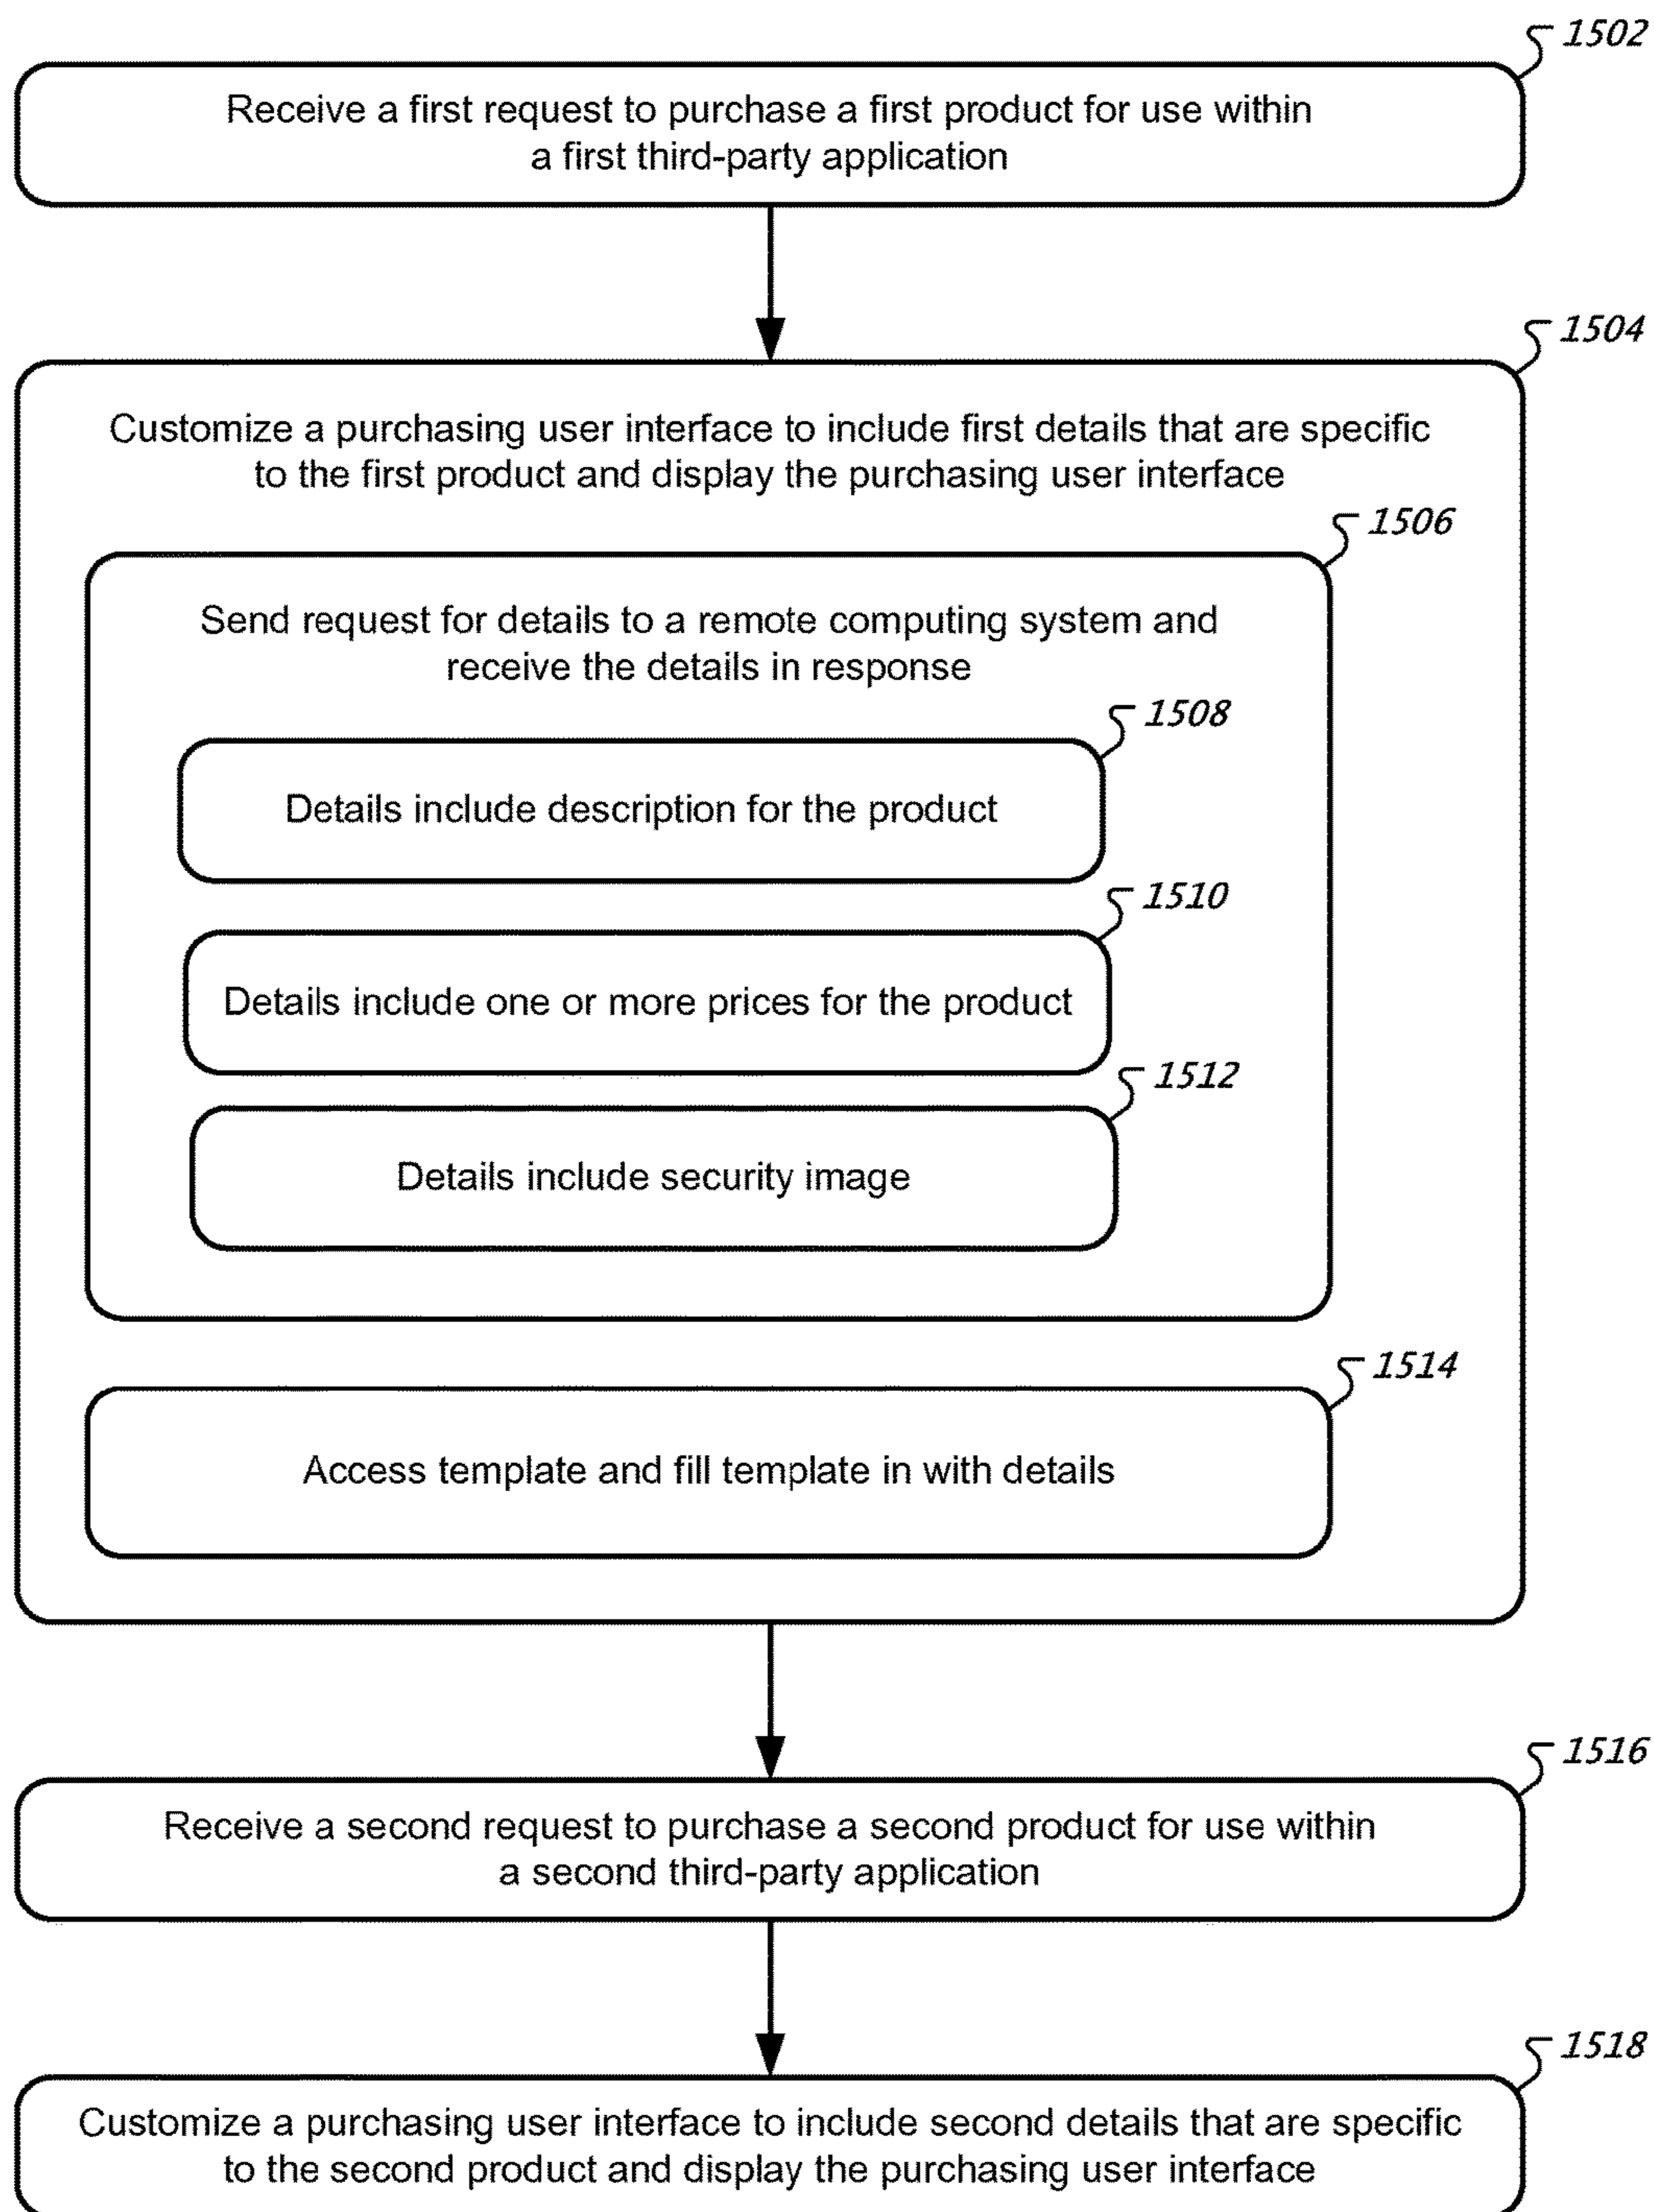 1502
Receive a first request to purchase a first product for use within
a first third-party application
1504
Customize a purchasing user interface to include first details that are specific
to the first product and display the purchasing user interface
1506
Send request for details to a remote computing system and
receive the details in response
1508
Details include description for the product
1510
Details include one or more prices for the product
1512
Details include security image
1514
Access template and fill template in with details
1516
Receive a second request to purchase a second product for use within
a second third-party application
1518
Customize a purchasing user interface to include second details that are specific
to the second product and display the purchasing user interface